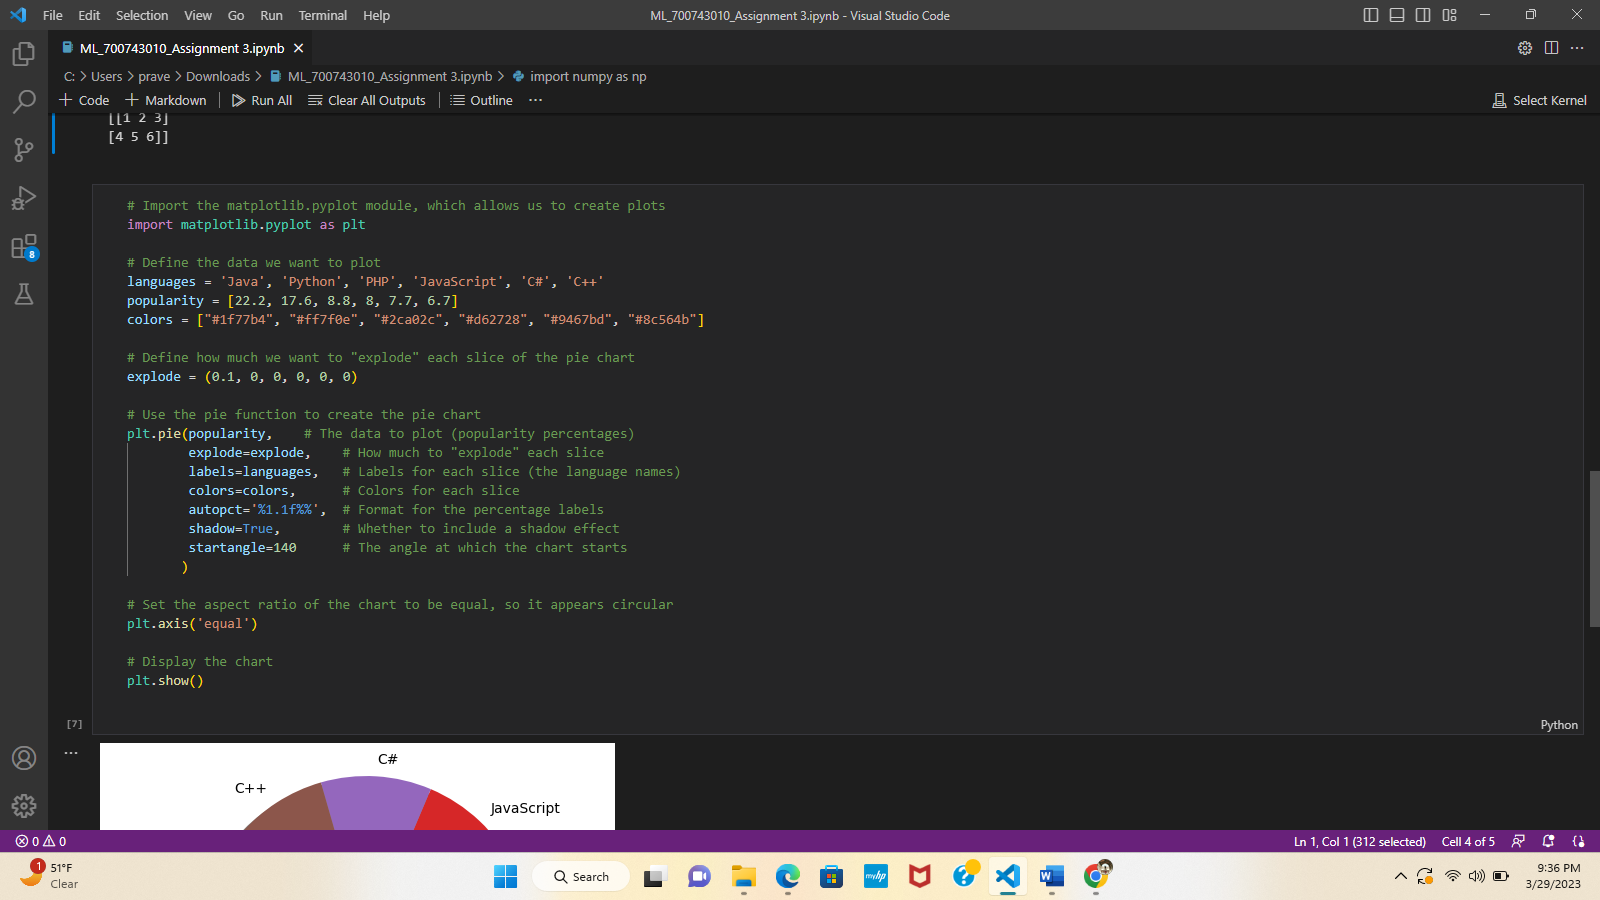 File Edit Selection View Go Run Terminal Help
ML_700743010_Assignment 3.ipynb - Visual Studio Code
ML_700743010_Assignment 3.ipynb
C: > Users > prave > Downloads > ML_700743010_Assignment 3.ipynb > import numpy as np
+ Code + Markdown Run All Clear All Outputs Outline ... Select Kernel
[[1 2 3]
[4 5 6]]
# Import the matplotlib.pyplot module, which allows us to create plots
import matplotlib.pyplot as plt
# Define the data we want to plot
languages = 'Java', 'Python', 'PHP', 'JavaScript', 'C#', 'C++'
popularity = [22.2, 17.6, 8.8, 8, 7.7, 6.7]
colors = ["#1f77b4", "#ff7f0e", "#2ca02c", "#d62728", "#9467bd", "#8c564b"]
# Define how much we want to "explode" each slice of the pie chart
explode = (0.1, 0, 0, 0, 0, 0)
# Use the pie function to create the pie chart
plt.pie(popularity, # The data to plot (popularity percentages)
explode=explode, # How much to "explode" each slice
labels=languages, # Labels for each slice (the language names)
colors=colors, # Colors for each slice
autopct='%1.1f%%', # Format for the percentage labels
shadow=True, # Whether to include a shadow effect
startangle=140 # The angle at which the chart starts
)
# Set the aspect ratio of the chart to be equal, so it appears circular
plt.axis('equal')
# Display the chart
plt.show()
[7]
Python
...
C#
C++
JavaScript
8
0 0
Ln 1, Col 1 (312 selected) Cell 4 of 5
1
51°F
Clear
Search
myhp
W
9:36 PM
3/29/2023